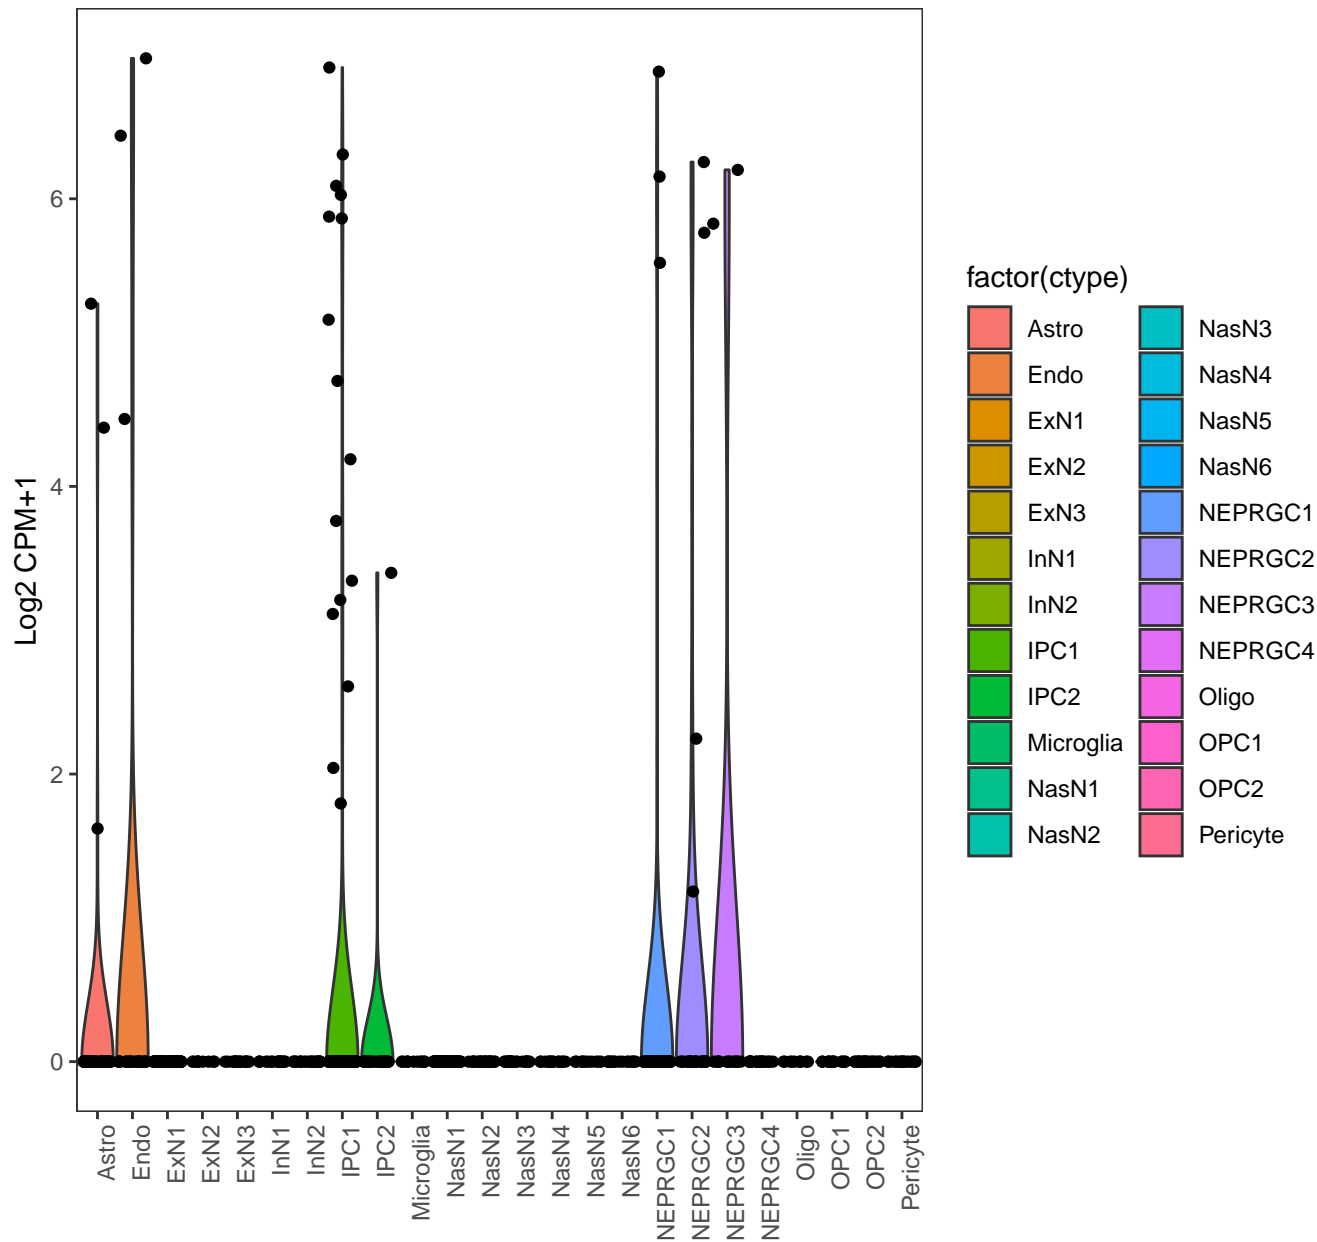 Log2 CPM+1
6
4
2
0
Astro
Endo
ExN1
ExN2
ExN3
InN1
InN2
IPC1
IPC2
Microglia
NasN1
NasN2
NasN3
NasN4
NasN5
NasN6
NEPRGC1
NEPRGC2
NEPRGC3
NEPRGC4
Oligo
OPC1
OPC2
Pericyte
factor(ctype)
Astro
Endo
ExN1
ExN2
ExN3
InN1
InN2
IPC1
IPC2
Microglia
NasN1
NasN2
NasN3
NasN4
NasN5
NasN6
NEPRGC1
NEPRGC2
NEPRGC3
NEPRGC4
Oligo
OPC1
OPC2
Pericyte